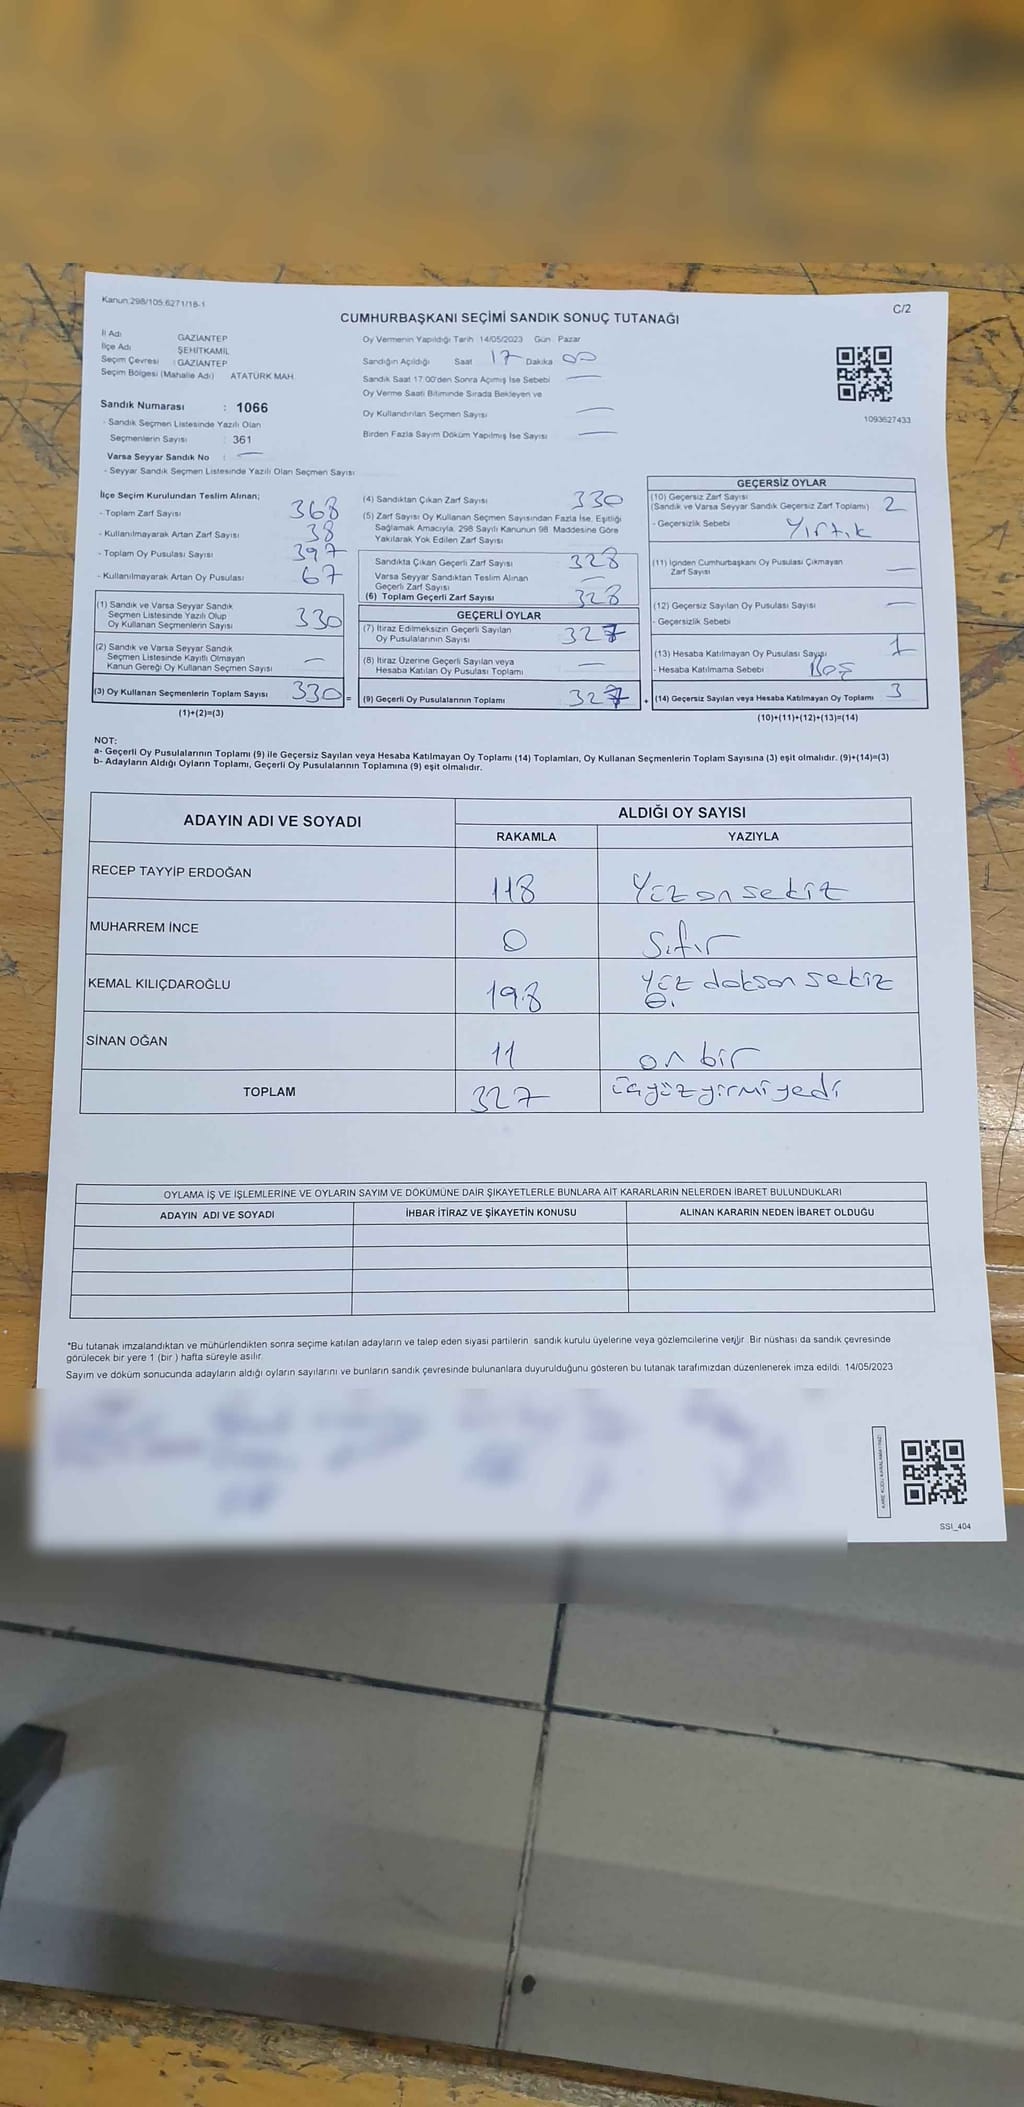 Kanun:298/105.6271/18-1
C/2
CUMHURBAŞKANI SEÇİMİ SANDIK SONUÇ TUTANAĞI
İl Adı GAZİANTEP
İlçe Adı ŞEHİTKAMİL
Seçim Çevresi : GAZİANTEP
Seçim Bölgesi (Mahalle Adı) ATATÜRK MAH.
Sandık Numarası : 1066
- Sandık Seçmen Listesinde Yazılı Olan
Seçmenlerin Sayısı : 361
Varsa Seyyar Sandık No : —
- Seyyar Sandık Seçmen Listesinde Yazılı Olan Seçmen Sayısı
Oy Vermenin Yapıldığı Tarih 14/05/2023 Gün Pazar
Sandığın Açıldığı Saat 17 Dakika 00
Sandık Saat 17.00'den Sonra Açımış İse Sebebi —
Oy Verme Saati Bitiminde Sırada Bekleyen ve
Oy Kullandırılan Seçmen Sayısı —
Birden Fazla Sayım Döküm Yapılmış İse Sayısı —
1093627433
İlçe Seçim Kurulundan Teslim Alınan;
- Toplam Zarf Sayısı 368
- Kullanılmayarak Artan Zarf Sayısı 38
- Toplam Oy Pusulası Sayısı 397
- Kullanılmayarak Artan Oy Pusulası 67
(1) Sandık ve Varsa Seyyar Sandık
Seçmen Listesinde Yazılı Olup
Oy Kullanan Seçmenlerin Sayısı 330
(2) Sandık ve Varsa Seyyar Sandık
Seçmen Listesinde Kayıtlı Olmayan
Kanun Gereği Oy Kullanan Seçmen Sayısı —
(3) Oy Kullanan Seçmenlerin Toplam Sayısı 330 =
(1)+(2)=(3)
(4) Sandıktan Çıkan Zarf Sayısı 330
(5) Zarf Sayısı Oy Kullanan Seçmen Sayısından Fazla İse, Eşitliği
Sağlamak Amacıyla, 298 Sayılı Kanunun 98. Maddesine Göre
Yakılarak Yok Edilen Zarf Sayısı
Sandıkta Çıkan Geçerli Zarf Sayısı 328
Varsa Seyyar Sandıktan Teslim Alınan
Geçerli Zarf Sayısı —
(6) Toplam Geçerli Zarf Sayısı 328
GEÇERLİ OYLAR
(7) İtiraz Edilmeksizin Geçerli Sayılan
Oy Pusulalarının Sayısı 327
(8) İtiraz Üzerine Geçerli Sayılan veya
Hesaba Katılan Oy Pusulası Toplamı —
(9) Geçerli Oy Pusulalarının Toplamı 327 +
GEÇERSİZ OYLAR
(10) Geçersiz Zarf Sayısı
(Sandık ve Varsa Seyyar Sandık Geçersiz Zarf Toplamı) 2
- Geçersizlik Sebebi Yırtık
(11) İçinden Cumhurbaşkanı Oy Pusulası Çıkmayan
Zarf Sayısı —
(12) Geçersiz Sayılan Oy Pusulası Sayısı —
- Geçersizlik Sebebi
(13) Hesaba Katılmayan Oy Pusulası Sayısı 1
- Hesaba Katılmama Sebebi Boş
(14) Geçersiz Sayılan veya Hesaba Katılmayan Oy Toplamı 3
(10)+(11)+(12)+(13)=(14)
NOT:
a- Geçerli Oy Pusulalarının Toplamı (9) ile Geçersiz Sayılan veya Hesaba Katılmayan Oy Toplamı (14) Toplamları, Oy Kullanan Seçmenlerin Toplam Sayısına (3) eşit olmalıdır. (9)+(14)=(3)
b- Adayların Aldığı Oyların Toplamı, Geçerli Oy Pusulalarının Toplamına (9) eşit olmalıdır.
ADAYIN ADI VE SOYADI ALDIĞI OY SAYISI
RAKAMLA YAZIYLA
RECEP TAYYİP ERDOĞAN 118 Yüz on sekiz
MUHARREM İNCE 0 Sıfır
KEMAL KILIÇDAROĞLU 198 Yüz doksan sekiz
SİNAN OĞAN 11 on bir
TOPLAM 327 üçyüz yirmi yedi
OYLAMA İŞ VE İŞLEMLERİNE VE OYLARIN SAYIM VE DÖKÜMÜNE DAİR ŞİKAYETLERLE BUNLARA AİT KARARLARIN NELERDEN İBARET BULUNDUKLARI
ADAYIN ADI VE SOYADI İHBAR İTİRAZ VE ŞİKAYETİN KONUSU ALINAN KARARIN NEDEN İBARET OLDUĞU
*Bu tutanak imzalandıktan ve mühürlendikten sonra seçime katılan adayların ve talep eden siyasi partilerin sandık kurulu üyelerine veya gözlemcilerine verilir. Bir nüshası da sandık çevresinde
görülecek bir yere 1 (bir ) hafta süreyle asılır.
Sayım ve döküm sonucunda adayların aldığı oyların sayılarını ve bunların sandık çevresinde bulunanlara duyurulduğunu gösteren bu tutanak tarafımızdan düzenlenerek imza edildi. 14/05/2023
SSI_404